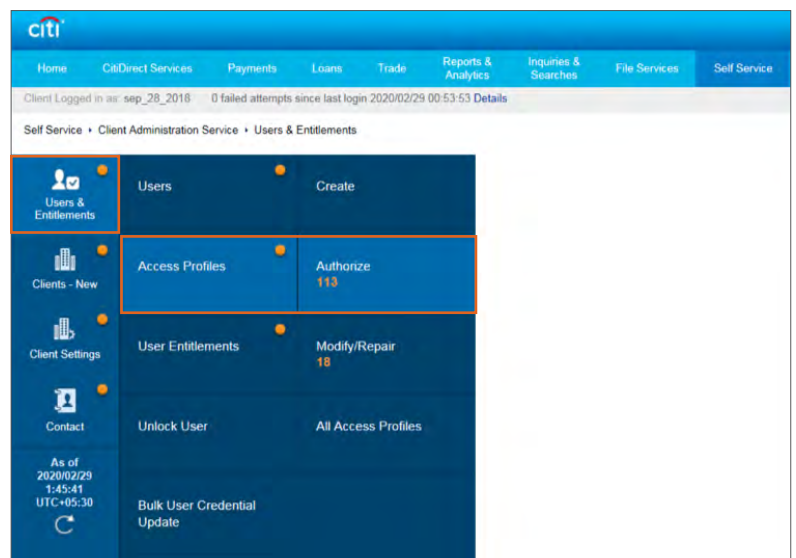 citi
Home CitiDirect Services Payments Loans Trade Reports & Analytics Inquiries & Searches File Services Self Service
Client Logged in as: sep_28_2018 0 failed attempts since last login 2020/02/29 00:53:53 Details
Self Service ‣ Client Administration Service ‣ Users & Entitlements
Users &
Entitlements
Users
Create
Clients - New
Access Profiles
Authorize
113
Client Settings
User Entitlements
Modify/Repair
18
Contact
Unlock User
All Access Profiles
As of
2020/02/29
1:45:41
UTC+05:30
Bulk User Credential
Update